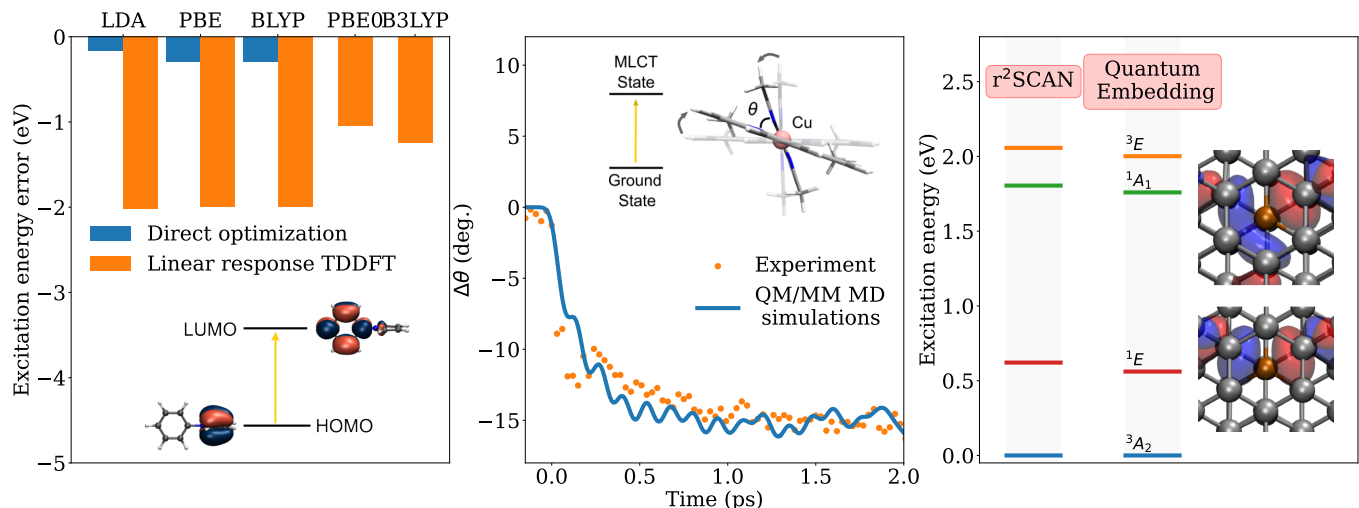 LDA PBE BLYP PBE0 B3LYP
0
−1
−2
−3
−4
−5
Excitation energy error (eV)
Direct optimization
Linear response TDDFT
LUMO
HOMO
10
5
0
−5
−10
−15
Δθ (deg.)
MLCT
State
Ground
State
θ
Cu
Experiment
QM/MM MD
simulations
0.0 0.5 1.0 1.5 2.0
Time (ps)
2.5
2.0
1.5
1.0
0.5
0.0
Excitation energy (eV)
r²SCAN
Quantum
Embedding
³E
¹A₁
¹E
³A₂